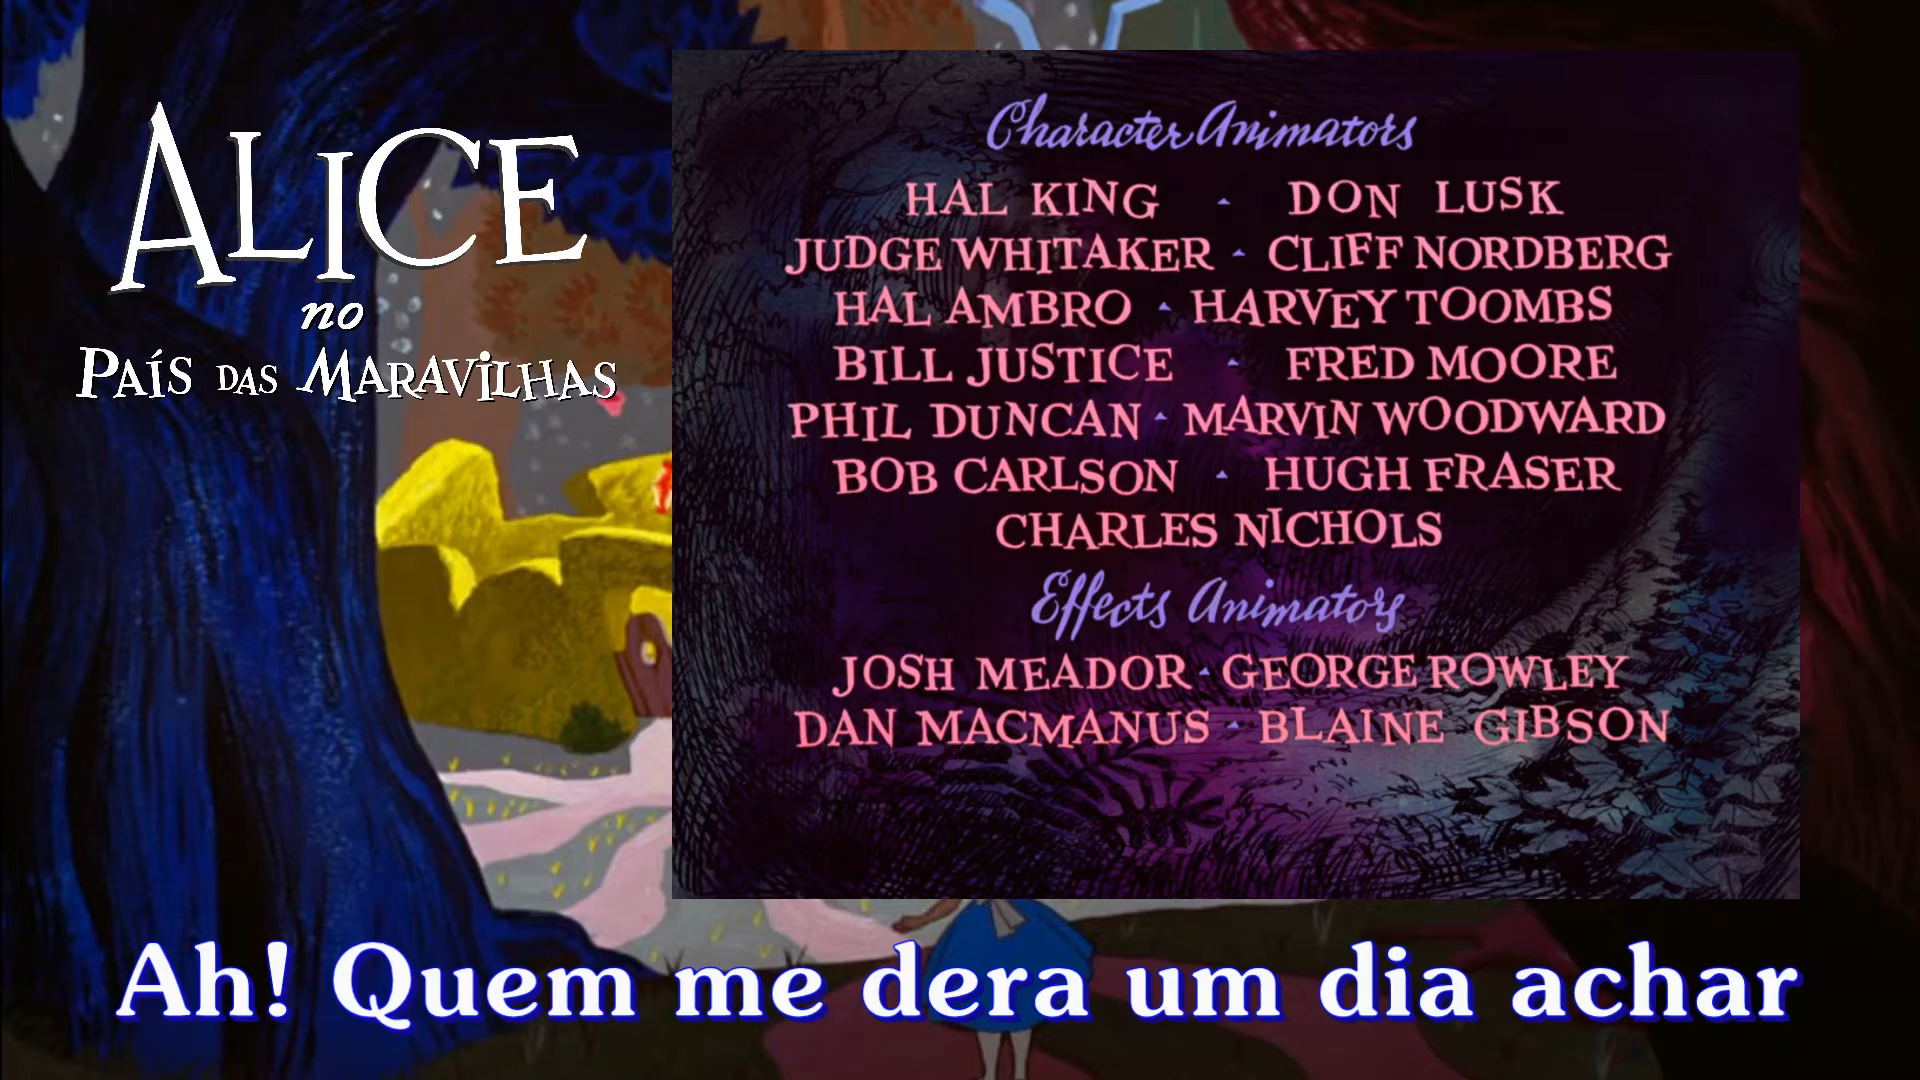 ALICE
no
PAÍS DAS MARAVILHAS
Character Animators
HAL KING - DON LUSK
JUDGE WHITAKER - CLIFF NORDBERG
HAL AMBRO - HARVEY TOOMBS
BILL JUSTICE - FRED MOORE
PHIL DUNCAN - MARVIN WOODWARD
BOB CARLSON - HUGH FRASER
CHARLES NICHOLS
Effects Animators
JOSH MEADOR - GEORGE ROWLEY
DAN MACMANUS - BLAINE GIBSON
Ah! Quem me dera um dia achar